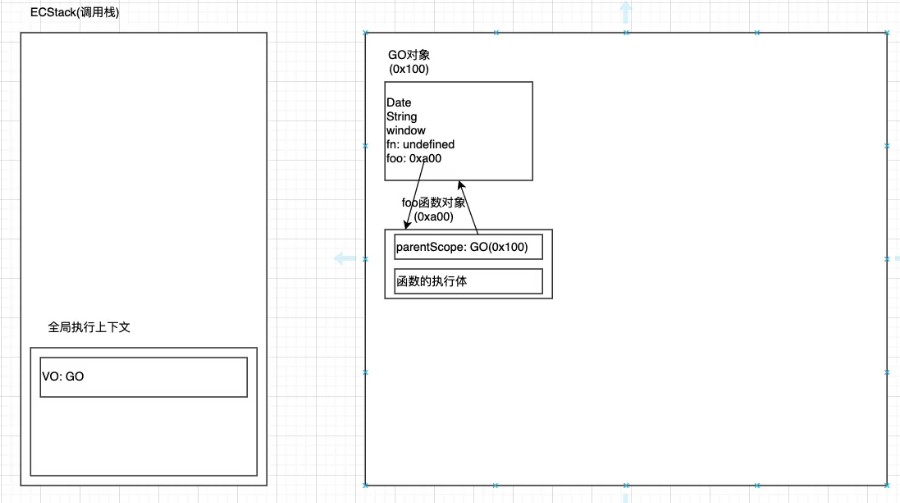 ECStack(调用栈)
全局执行上下文
VO: GO
GO对象
(0x100)
Date
String
window
fn: undefined
foo: 0xa00
foo函数对象
(0xa00)
parentScope: GO(0x100)
函数的执行体